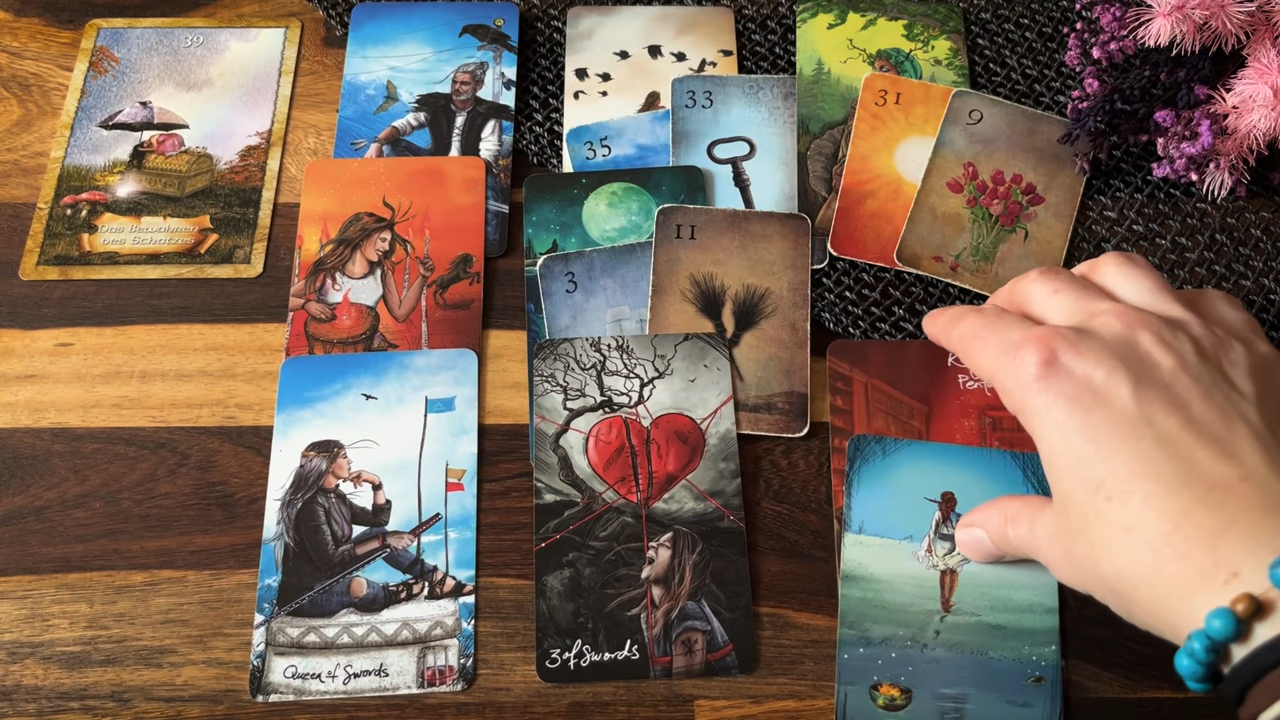 39
Das Bewahren
des Schatzes
35
33
31
9
3
11
Queen of Swords
3 of Swords